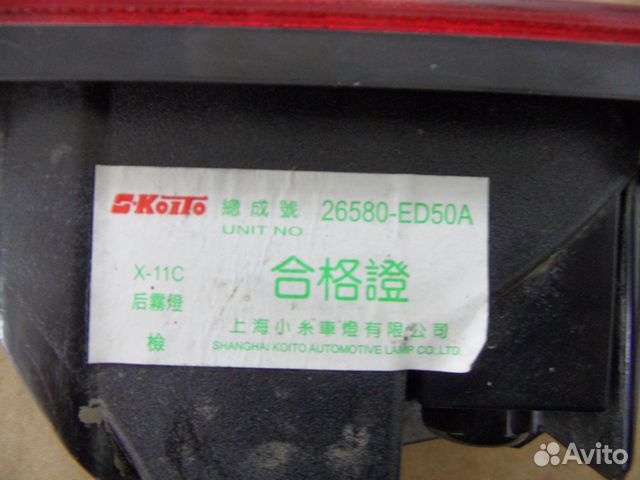 S-KOITO 總成號 26580-ED50A
UNIT NO
X-11C 合格證
后霧燈
檢 上海小糸車燈有限公司
SHANGHAI KOITO AUTOMOTIVE LAMP CO.,LTD.
Avito